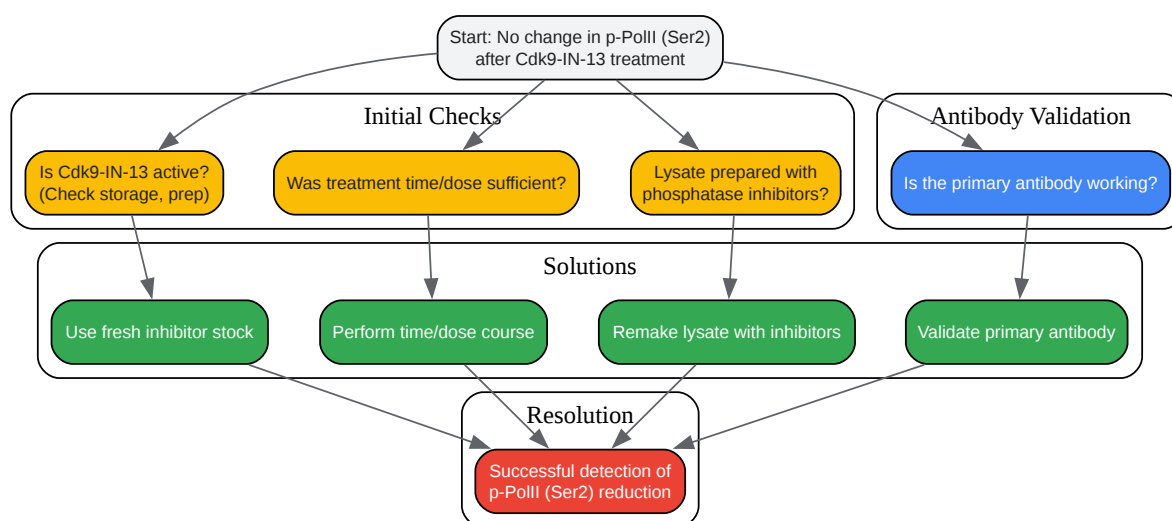 Start: No change in p-PolII (Ser2)
after Cdk9-IN-13 treatment
Initial Checks
Antibody Validation
Is Cdk9-IN-13 active?
(Check storage, prep)
Was treatment time/dose sufficient?
Lysate prepared with
phosphatase inhibitors?
Is the primary antibody working?
Solutions
Use fresh inhibitor stock
Perform time/dose course
Remake lysate with inhibitors
Validate primary antibody
Resolution
Successful detection of
p-PolII (Ser2) reduction